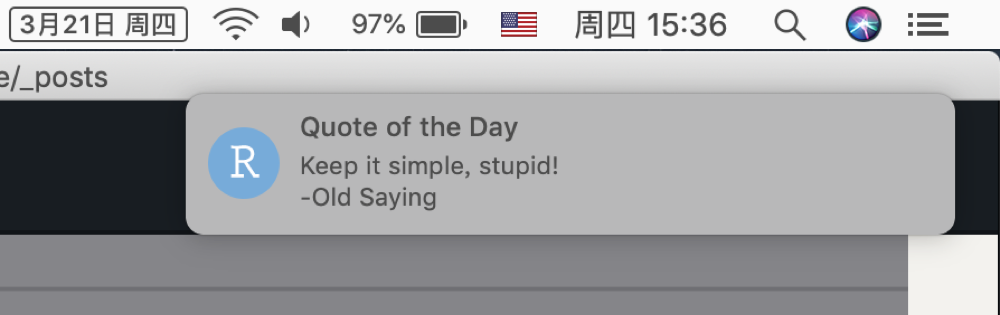 3月21日 周四 97% 周四 15:36
e/_posts
R
Quote of the Day
Keep it simple, stupid!
-Old Saying